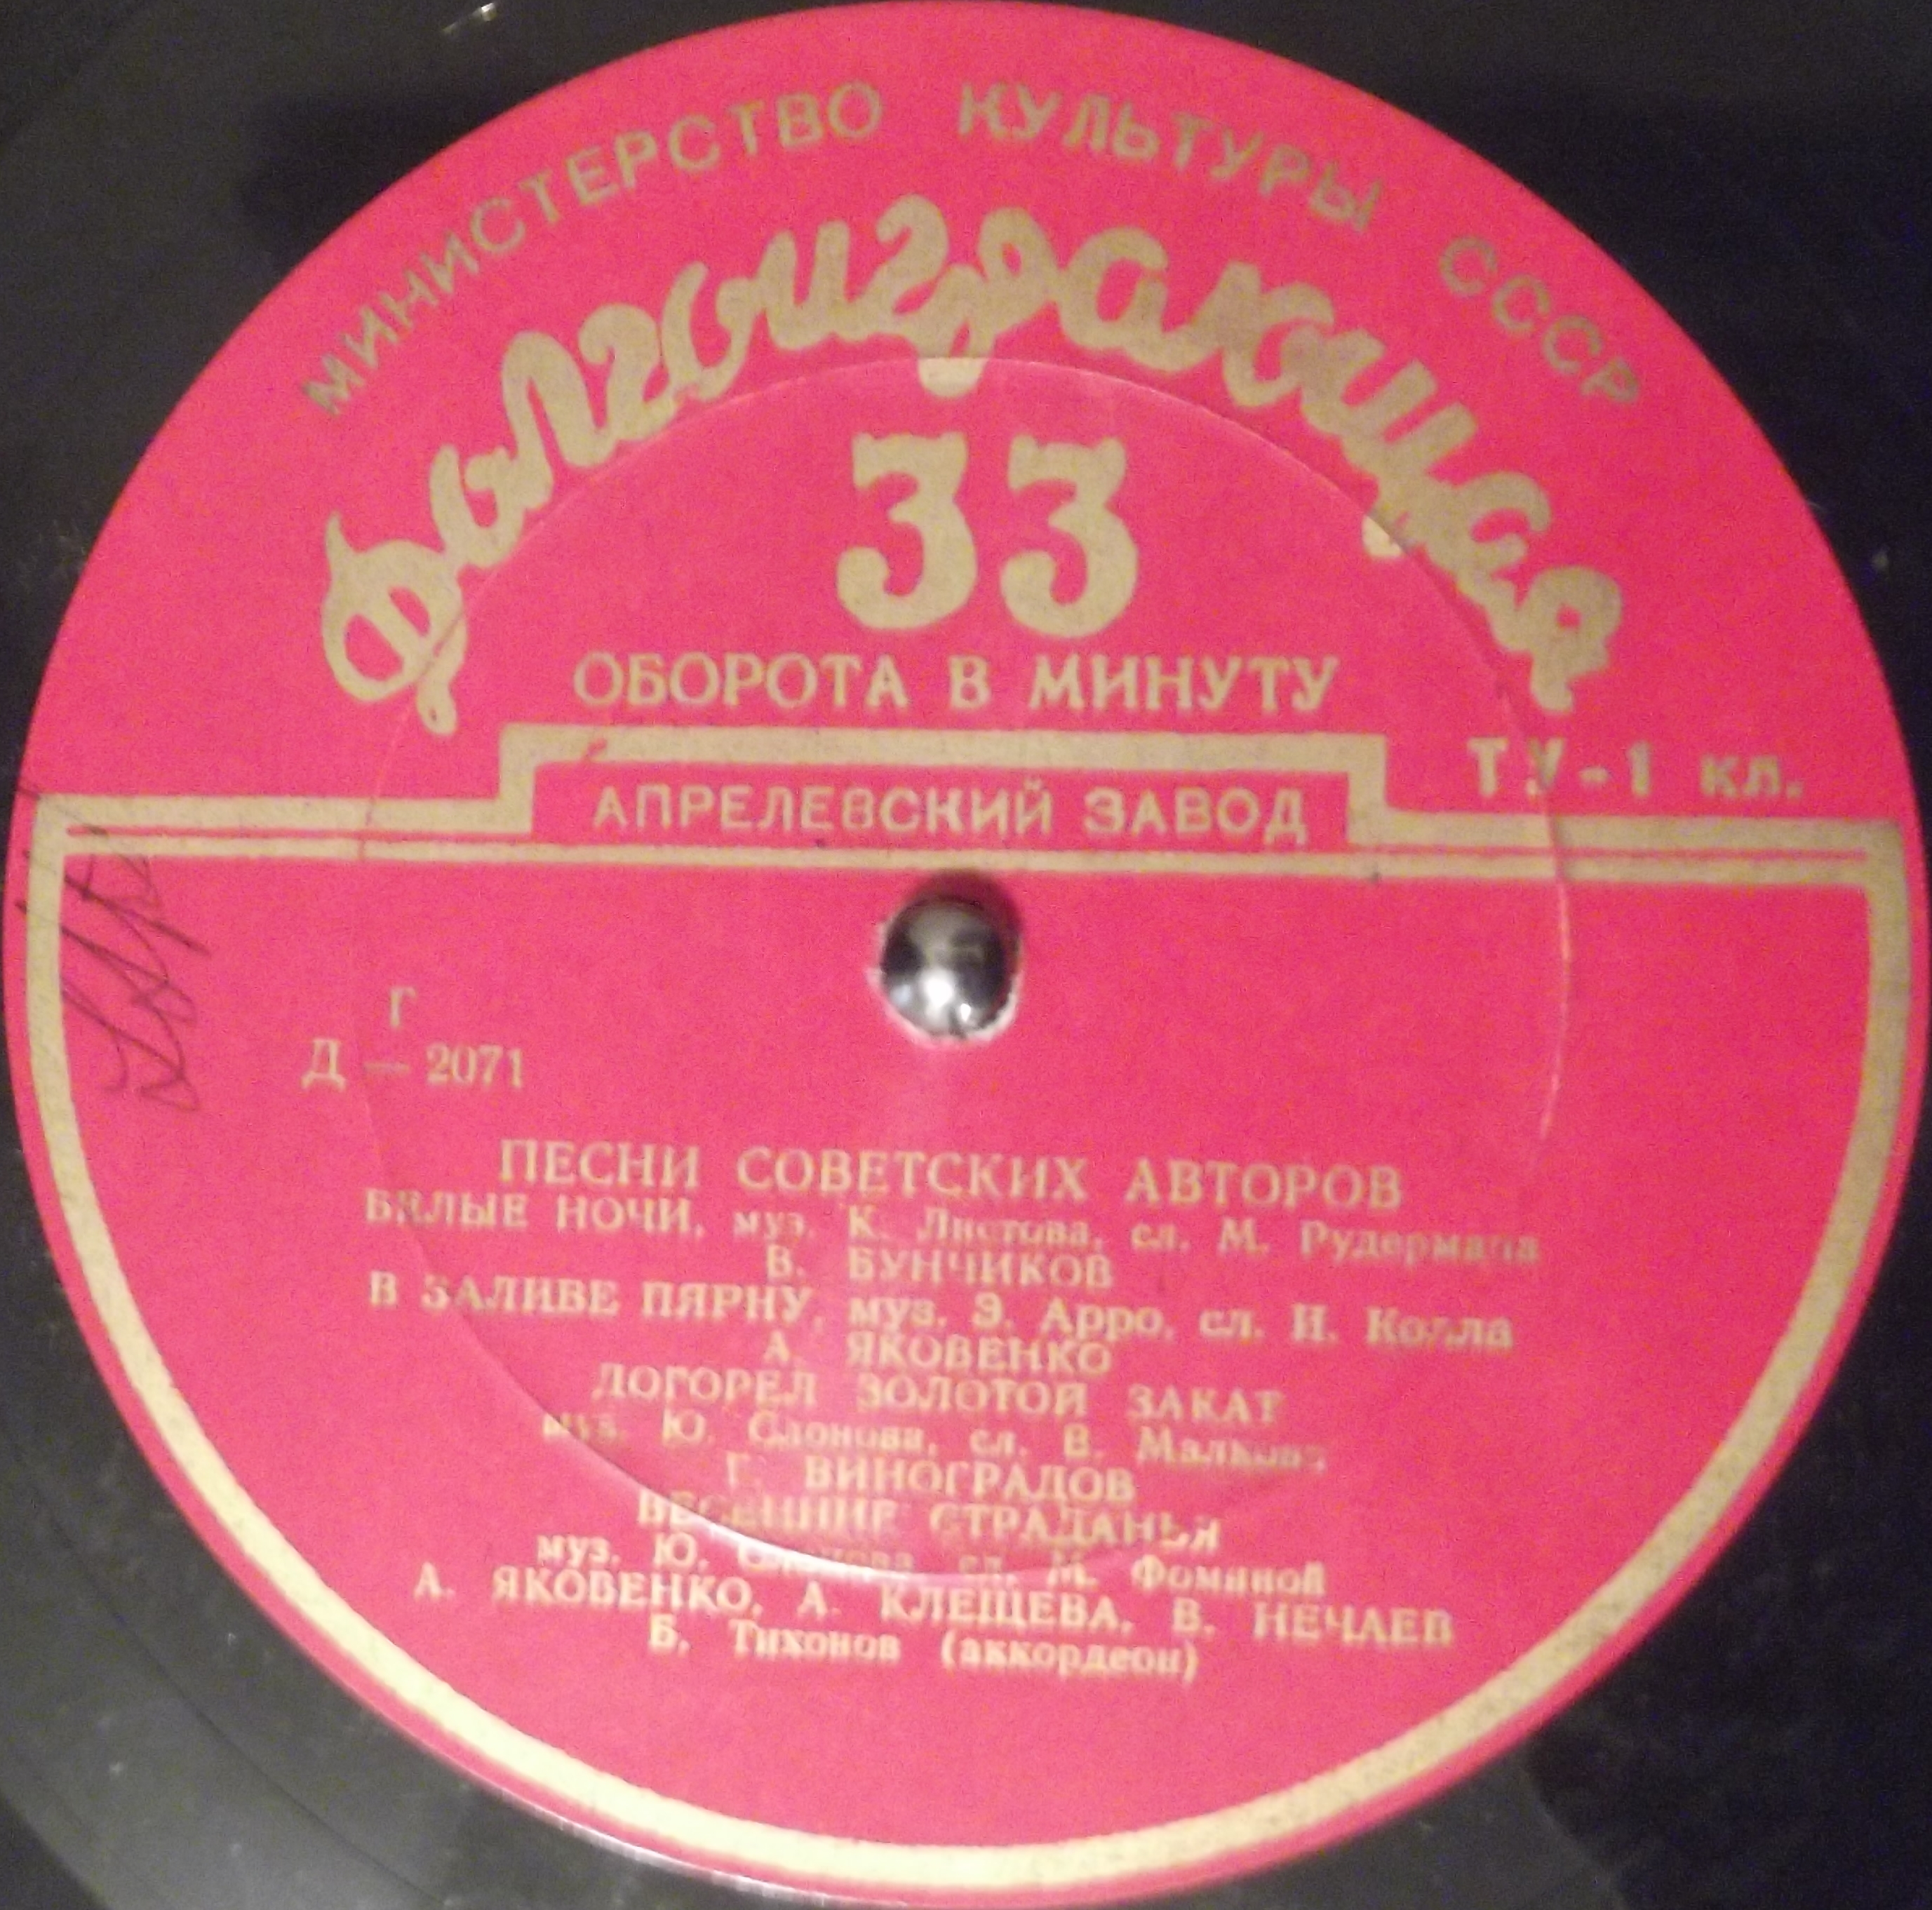 МИНИСТЕРСТВО КУЛЬТУРЫ СССР
Долгоиграющая
33
ОБОРОТА В МИНУТУ
ТУ-1 кл.
АПРЕЛЕВСКИЙ ЗАВОД
Г
Д — 2071
ПЕСНИ СОВЕТСКИХ АВТОРОВ
БЕЛЫЕ НОЧИ, муз. К. Листова, сл. М. Рудермана
В. БУНЧИКОВ
В ЗАЛИВЕ ПЯРНУ, муз. Э. Арро, сл. И. Колла
А. ЯКОВЕНКО
ДОГОРЕЛ ЗОЛОТОЙ ЗАКАТ
муз. Ю. Слонова, сл. В. Малкова
Г. ВИНОГРАДОВ
ВЕСЕННИЕ СТРАДАНЬЯ
муз. Ю. Слонова, сл. М. Фоминой
А. ЯКОВЕНКО, А. КЛЕЩЕВА, В. НЕЧАЕВ
Б. Тихонов (аккордеон)